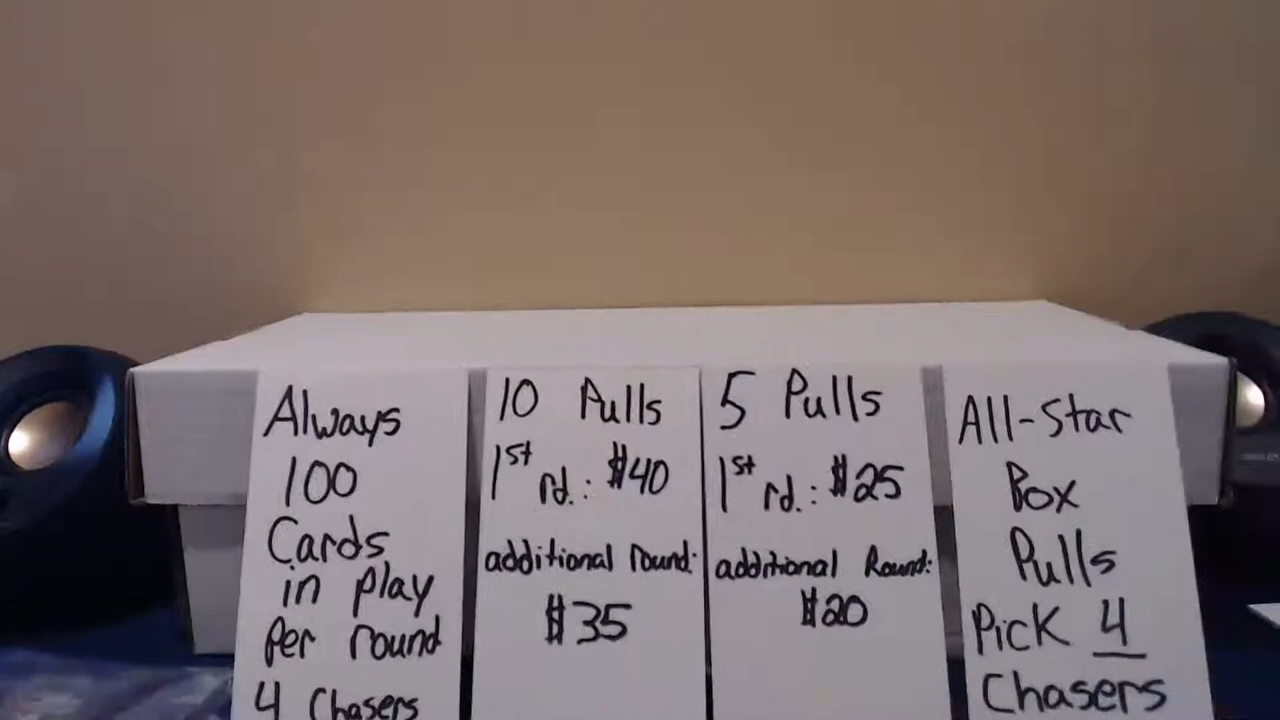 Always
100
Cards
in play
Per round
4 Chasers
10 Pulls
1st rd.: $40
additional round:
$35
5 Pulls
1st rd.: $25
additional Round:
$20
All-Star
Box
Pulls
Pick 4
Chasers